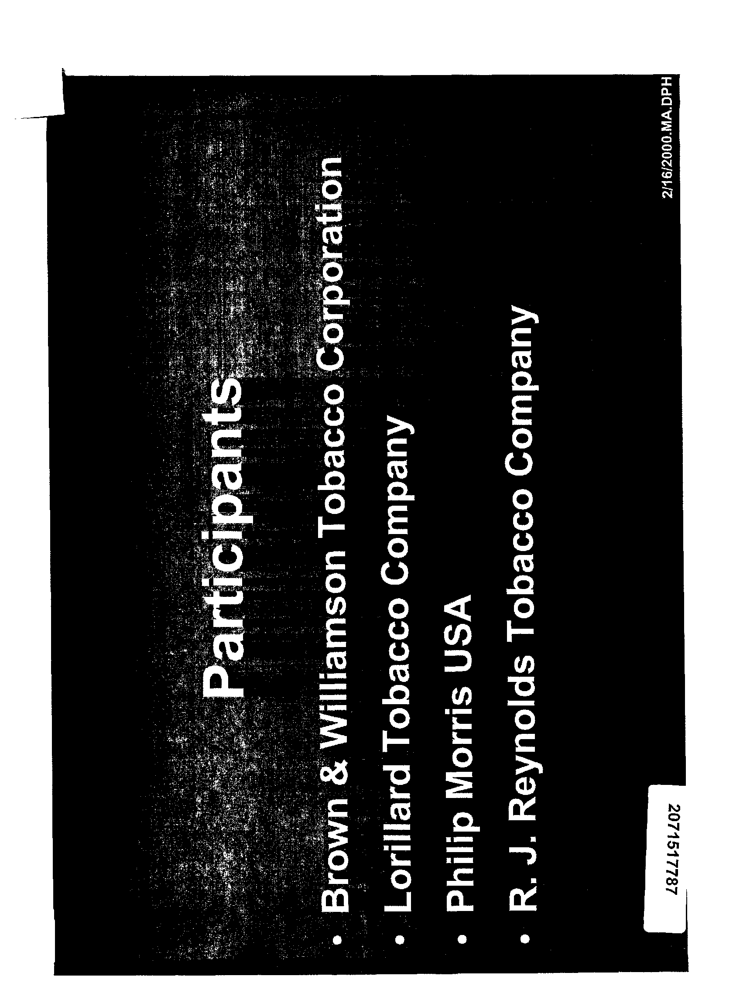 Participants
• Brown & Williamson Tobacco Corporation
• Lorillard Tobacco Company
• Philip Morris USA
• R. J. Reynolds Tobacco Company
2/16/2000.MA.DPH
2071517787